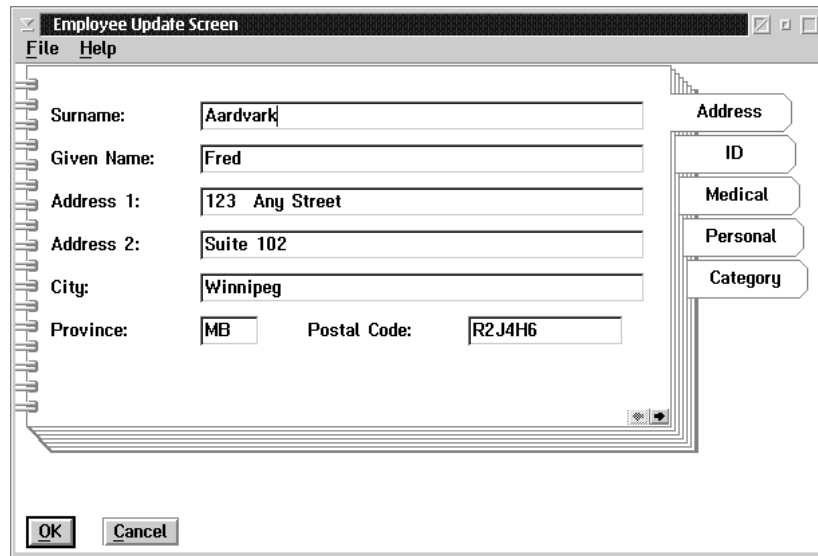 Employee Update Screen
File Help
Surname: Aardvark
Given Name: Fred
Address 1: 123 Any Street
Address 2: Suite 102
City: Winnipeg
Province: MB Postal Code: R2J4H6
Address
ID
Medical
Personal
Category
OK Cancel